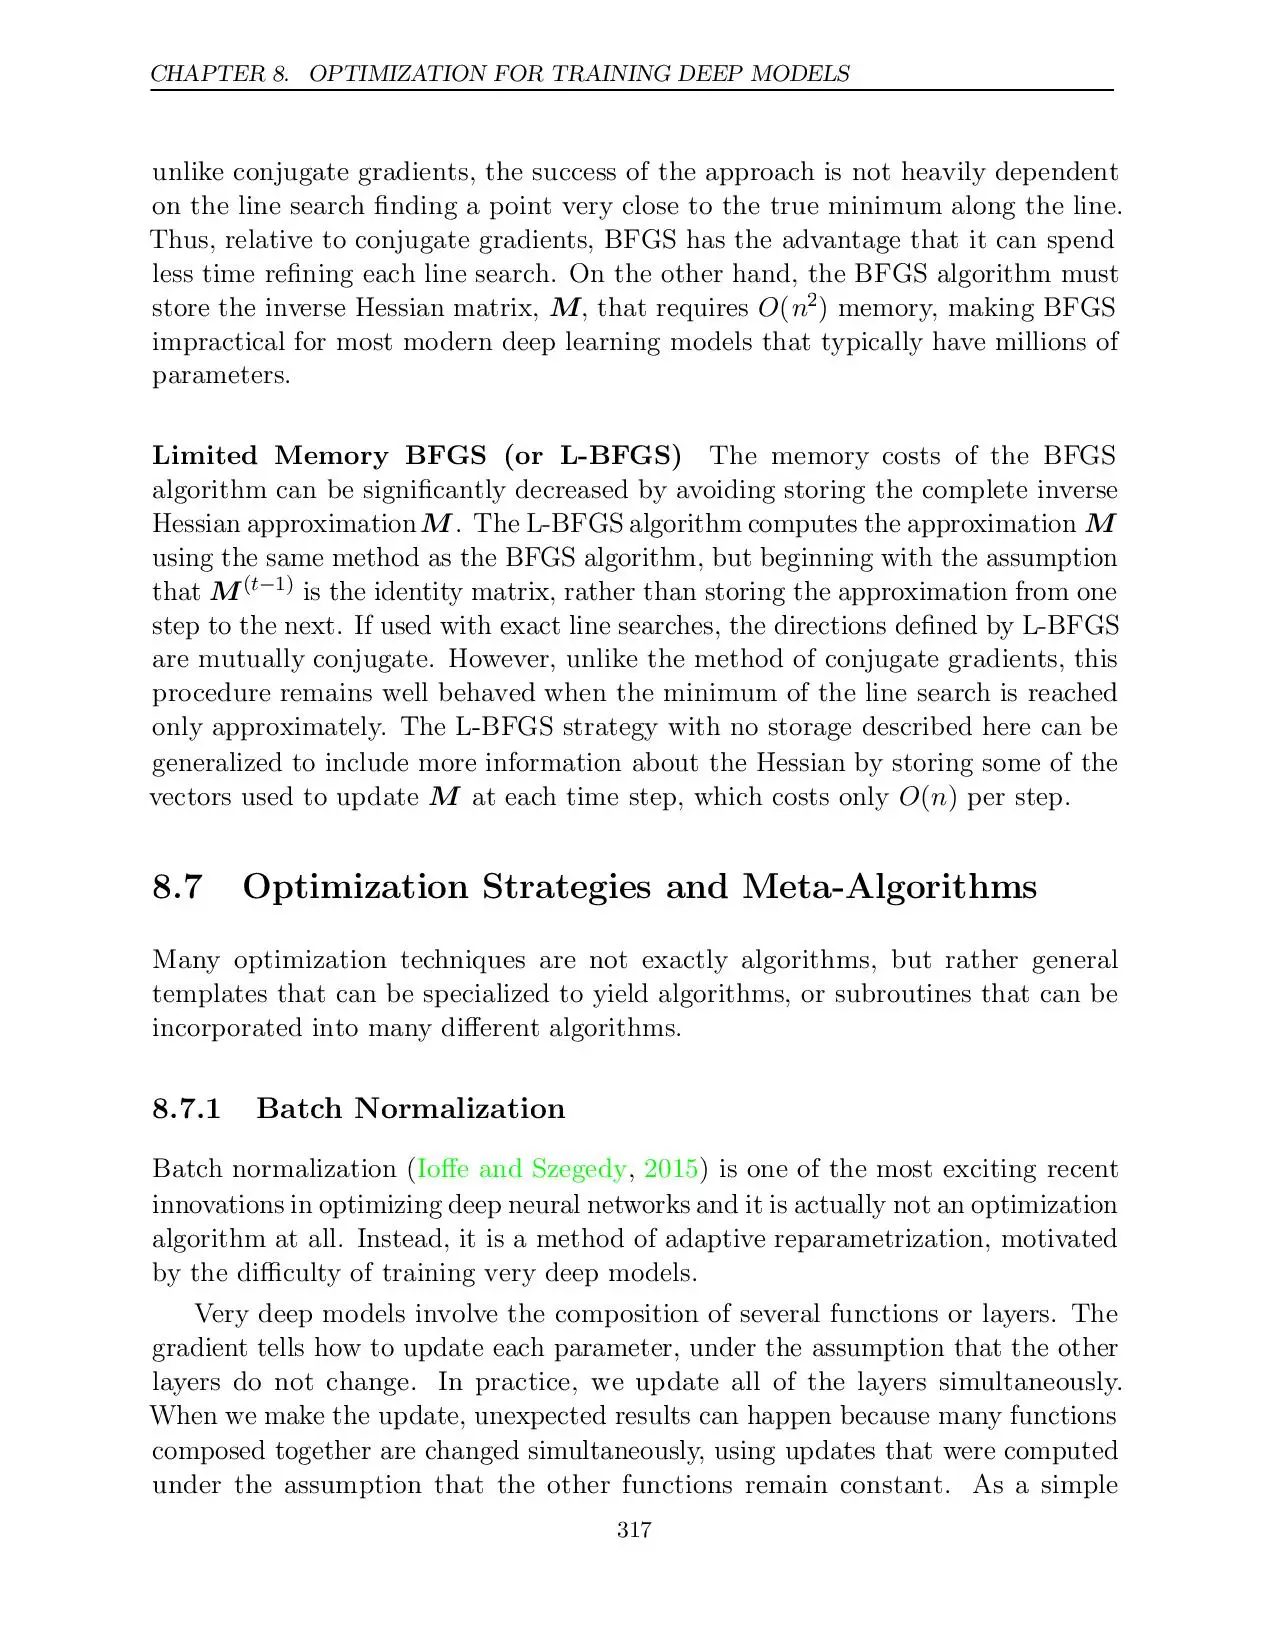 CHAPTER 8. OPTIMIZATION FOR TRAINING DEEP MODELS
unlike conjugate gradients, the success of the approach is not heavily dependent
on the line search finding a point very close to the true minimum along the line.
Thus, relative to conjugate gradients, BFGS has the advantage that it can spend
less time refining each line search. On the other hand, the BFGS algorithm must
store the inverse Hessian matrix, M, that requires O(n²) memory, making BFGS
impractical for most modern deep learning models that typically have millions of
parameters.
Limited Memory BFGS (or L-BFGS) The memory costs of the BFGS
algorithm can be significantly decreased by avoiding storing the complete inverse
Hessian approximation M. The L-BFGS algorithm computes the approximation M
using the same method as the BFGS algorithm, but beginning with the assumption
that M⁽ᵗ⁻¹⁾ is the identity matrix, rather than storing the approximation from one
step to the next. If used with exact line searches, the directions defined by L-BFGS
are mutually conjugate. However, unlike the method of conjugate gradients, this
procedure remains well behaved when the minimum of the line search is reached
only approximately. The L-BFGS strategy with no storage described here can be
generalized to include more information about the Hessian by storing some of the
vectors used to update M at each time step, which costs only O(n) per step.
8.7 Optimization Strategies and Meta-Algorithms
Many optimization techniques are not exactly algorithms, but rather general
templates that can be specialized to yield algorithms, or subroutines that can be
incorporated into many different algorithms.
8.7.1 Batch Normalization
Batch normalization (Ioffe and Szegedy, 2015) is one of the most exciting recent
innovations in optimizing deep neural networks and it is actually not an optimization
algorithm at all. Instead, it is a method of adaptive reparametrization, motivated
by the difficulty of training very deep models.
Very deep models involve the composition of several functions or layers. The
gradient tells how to update each parameter, under the assumption that the other
layers do not change. In practice, we update all of the layers simultaneously.
When we make the update, unexpected results can happen because many functions
composed together are changed simultaneously, using updates that were computed
under the assumption that the other functions remain constant. As a simple
317